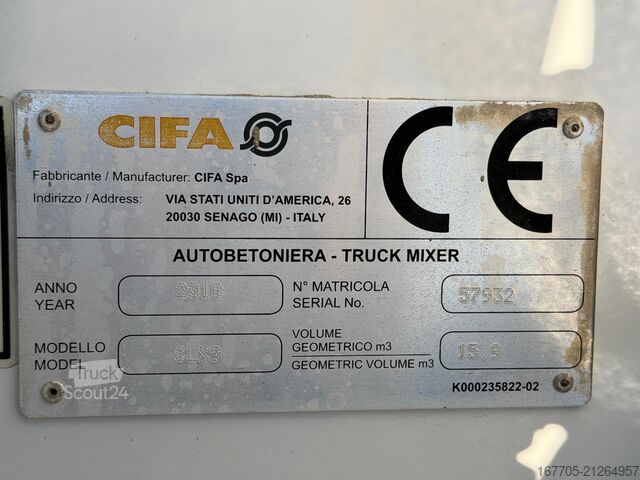 CIFA
CE
Fabbricante / Manufacturer: CIFA Spa
Indirizzo / Address: VIA STATI UNITI D'AMERICA, 26
20030 SENAGO (MI) - ITALY
AUTOBETONIERA - TRUCK MIXER
ANNO
YEAR
2018
N° MATRICOLA
SERIAL No.
57932
MODELLO
MODEL
VOLUME
GEOMETRICO m3
GEOMETRIC VOLUME m3
15.9
K000235822-02
Truck
Scout24
167705-21264957